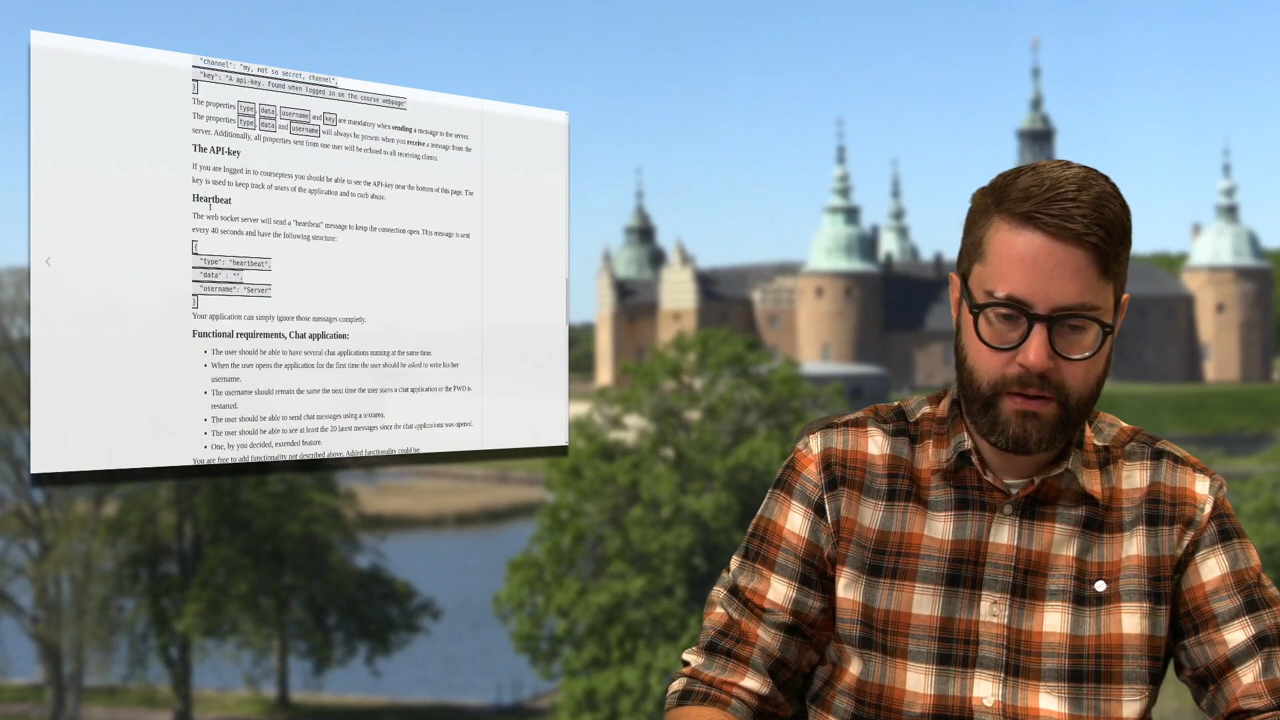 "channel": "my, not so secret, channel",
"key": "A api-key. Found when logged in on the course webpage"
}
The properties type, data, username and key are mandatory when sending a message to the server.
The properties type, data and username will always be present when you receive a message from the
server. Additionally, all properties sent from one user will be echoed to all receiving clients.
The API-key
If you are logged in to coursepress you should be able to see the API-key near the bottom of this page. The
key is used to keep track of users of the application and to curb abuse.
Heartbeat
The web socket server will send a "heartbeat" message to keep the connection open. This message is sent
every 40 seconds and have the following structure:
{
"type": "heartbeat",
"data" : "",
"username": "Server"
}
Your application can simply ignore those messages completly.
Functional requirements, Chat application:
• The user should be able to have several chat applications running at the same time.
• When the user opens the application for the first time the user should be asked to write his/her
username.
• The username should remain the same the next time the user starts a chat application or the PWD is
restarted.
• The user should be able to send chat messages using a textarea.
• The user should be able to see at least the 20 latest messages since the chat applications was opened.
• One, by you decided, extended feature.
You are free to add functionality not described above. Added functionality could be: